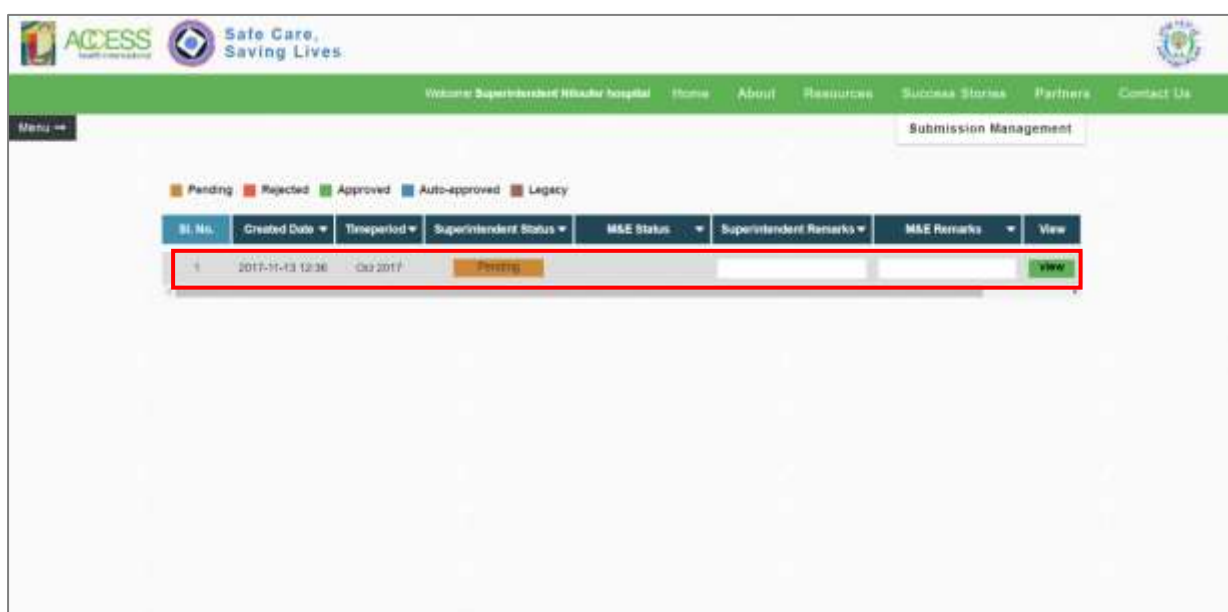 ACCESS
Safe Care,
Saving Lives
Welcome Superintendent Niloufer hospital Home About Resources Success Stories Partners Contact Us
Menu ⇒ Submission Management
Pending Rejected Approved Auto-approved Legacy
Sl. No. Created Date Timeperiod Superintendent Status M&E Status Superintendent Remarks M&E Remarks View
1 2017-11-13 12:36 Oct 2017 Pending View